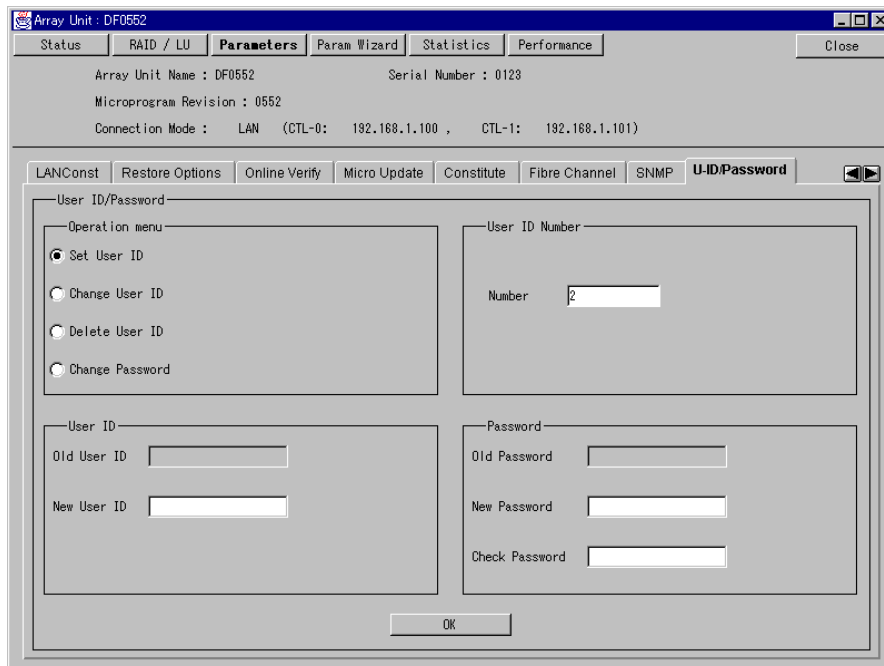 Array Unit : DF0552
Status RAID / LU Parameters Param Wizard Statistics Performance Close
Array Unit Name : DF0552 Serial Number : 0123
Microprogram Revision : 0552
Connection Mode : LAN (CTL-0: 192.168.1.100 , CTL-1: 192.168.1.101)
LANConst Restore Options Online Verify Micro Update Constitute Fibre Channel SNMP U-ID/Password
User ID/Password
Operation menu
Set User ID
Change User ID
Delete User ID
Change Password
User ID Number
Number 2
User ID
Old User ID
New User ID
Password
Old Password
New Password
Check Password
OK